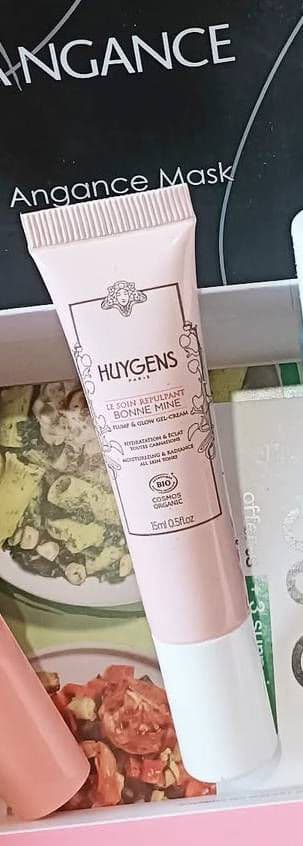 ANGANCE
Angance Mask
HUYGENS
PARIS
LE SOIN REPULPANT
BONNE MINE
PLUMP & GLOW GEL-CREAM
HYDRATATION & ÉCLAT
TOUTES CARNATIONS
MOISTURIZING & RADIANCE
ALL SKIN TONES
BIO
COSMOS
ORGANIC
15ml 0.5fl.oz